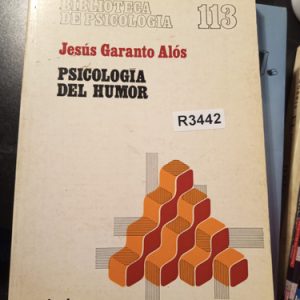 BIBLIOTECA
DE PSICOLOGIA
113
Jesús Garanto Alós
PSICOLOGIA
DEL HUMOR
R3442